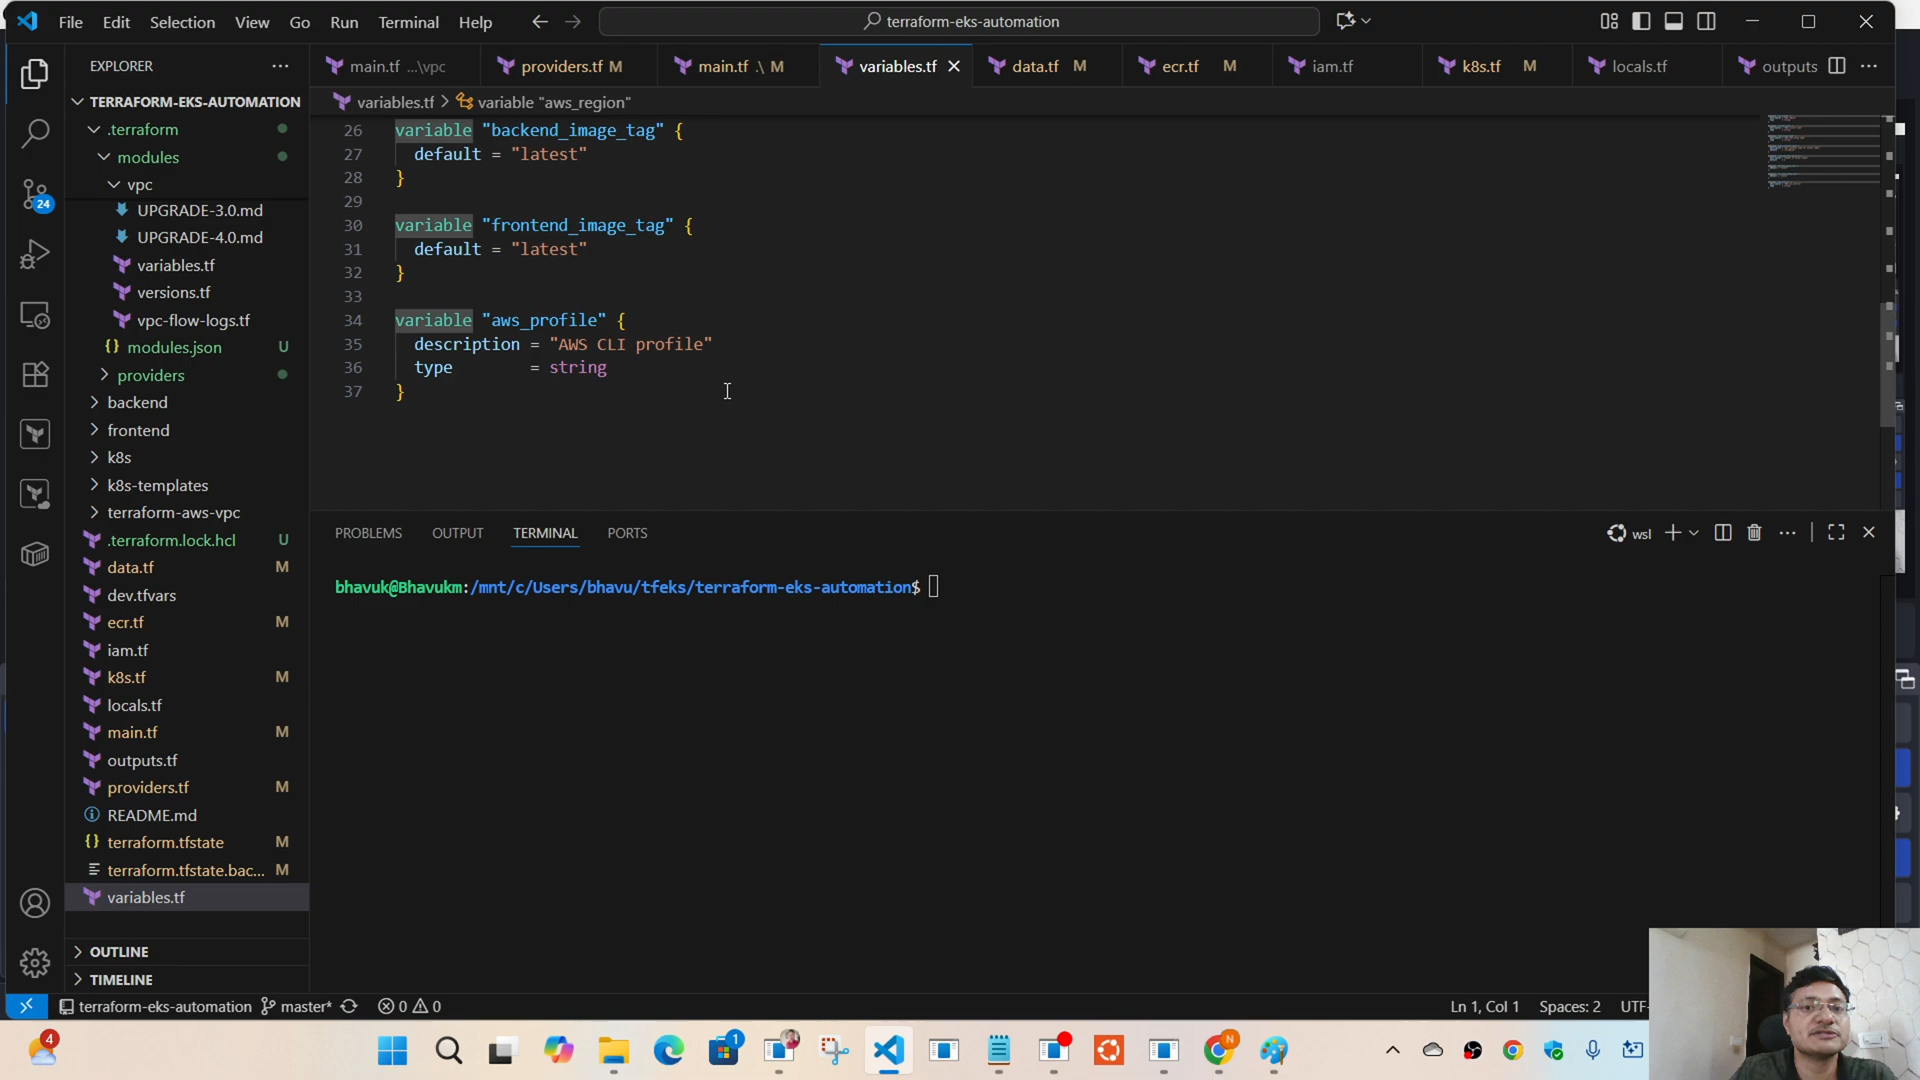 File Edit Selection View Go Run Terminal Help
terraform-eks-automation
EXPLORER
main.tf ...\vpc
providers.tf M
main.tf .\ M
variables.tf
data.tf M
ecr.tf M
iam.tf
k8s.tf M
locals.tf
outputs
TERRAFORM-EKS-AUTOMATION
variables.tf > variable "aws_region"
.terraform
modules
vpc
UPGRADE-3.0.md
UPGRADE-4.0.md
variables.tf
versions.tf
vpc-flow-logs.tf
modules.json U
providers
backend
frontend
k8s
k8s-templates
terraform-aws-vpc
.terraform.lock.hcl U
data.tf M
dev.tfvars
ecr.tf M
iam.tf
k8s.tf M
locals.tf
main.tf M
outputs.tf
providers.tf M
README.md
terraform.tfstate M
terraform.tfstate.bac... M
variables.tf
OUTLINE
TIMELINE
24
26 variable "backend_image_tag" {
27 default = "latest"
28 }
29
30 variable "frontend_image_tag" {
31 default = "latest"
32 }
33
34 variable "aws_profile" {
35 description = "AWS CLI profile"
36 type = string
37 }
PROBLEMS OUTPUT TERMINAL PORTS
wsl
bhavuk@Bhavukm:/mnt/c/Users/bhavu/tfeks/terraform-eks-automation$
terraform-eks-automation master* 0 0
Ln 1, Col 1 Spaces: 2 UTF-
4
1
N